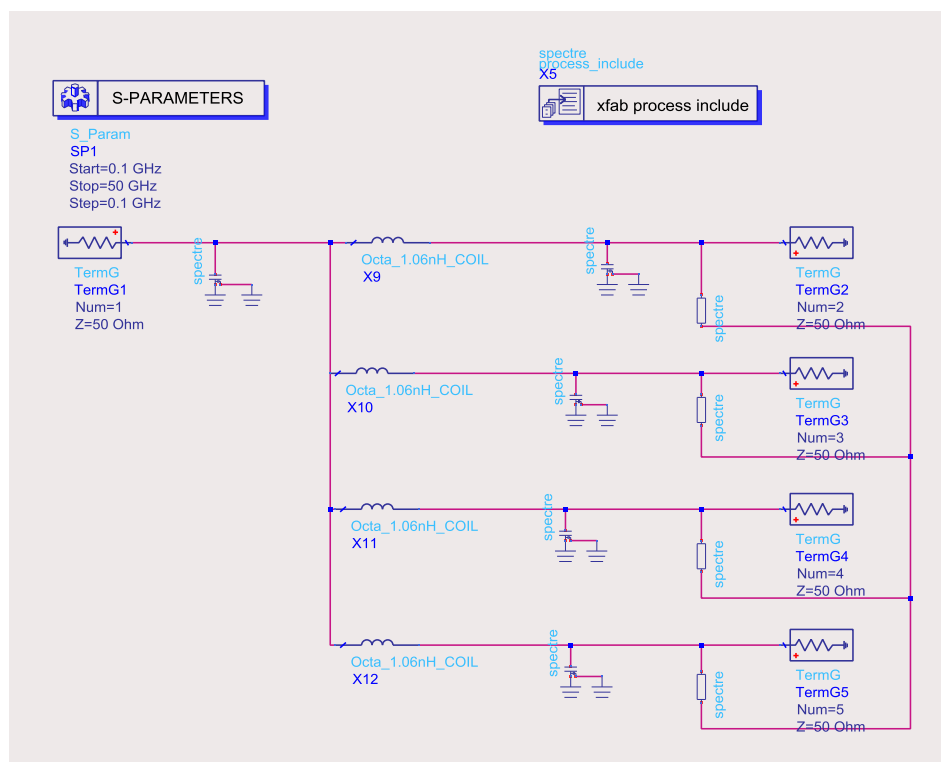 spectre
process_include
X5
S-PARAMETERS
xfab process include
S_Param
SP1
Start=0.1 GHz
Stop=50 GHz
Step=0.1 GHz
spectre
TermG
TermG1
Num=1
Z=50 Ohm
Octa_1.06nH_COIL
X9
spectre
spectre
TermG
TermG2
Num=2
Z=50 Ohm
Octa_1.06nH_COIL
X10
spectre
spectre
TermG
TermG3
Num=3
Z=50 Ohm
Octa_1.06nH_COIL
X11
spectre
spectre
TermG
TermG4
Num=4
Z=50 Ohm
Octa_1.06nH_COIL
X12
spectre
spectre
TermG
TermG5
Num=5
Z=50 Ohm